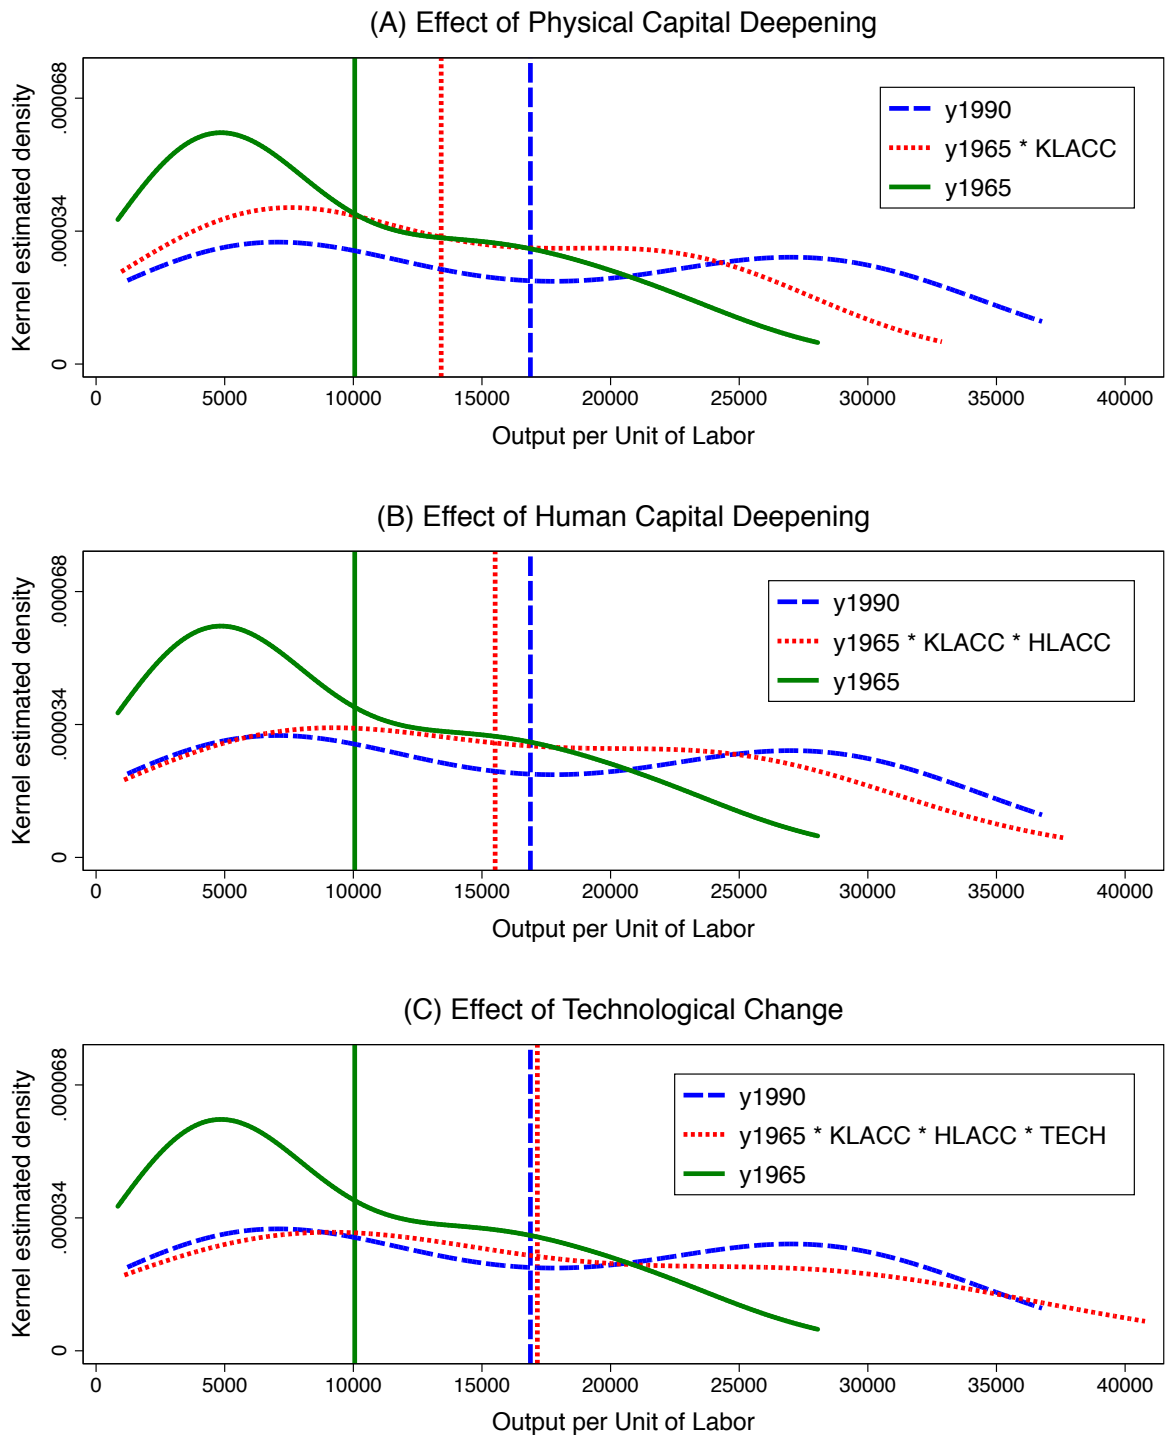 (A) Effect of Physical Capital Deepening
Kernel estimated density
.000068
.000034
0
y1990
y1965 * KLACC
y1965
0 5000 10000 15000 20000 25000 30000 35000 40000
Output per Unit of Labor
(B) Effect of Human Capital Deepening
Kernel estimated density
.000068
.000034
0
y1990
y1965 * KLACC * HLACC
y1965
0 5000 10000 15000 20000 25000 30000 35000 40000
Output per Unit of Labor
(C) Effect of Technological Change
Kernel estimated density
.000068
.000034
0
y1990
y1965 * KLACC * HLACC * TECH
y1965
0 5000 10000 15000 20000 25000 30000 35000 40000
Output per Unit of Labor